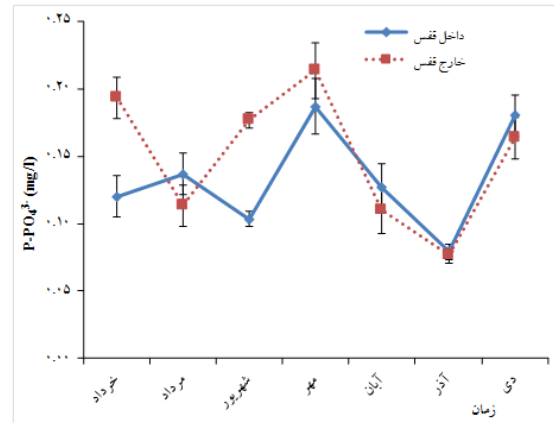 ۰.۲۵
۰.۲۰
۰.۱۵
۰.۱۰
۰.۰۵
۰.۰۰
P-PO₄³⁻ (mg/l)
داخل قفس
خارج قفس
خرداد
مرداد
شهریور
مهر
آبان
آذر
دی
زمان